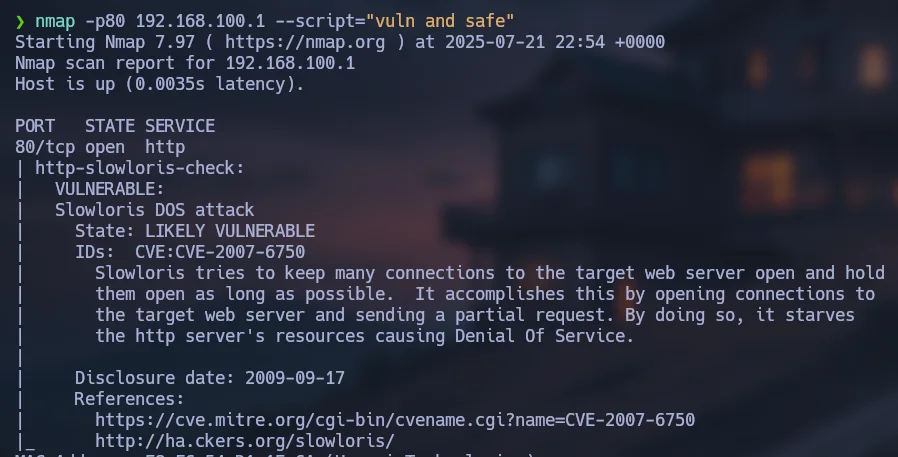 ❯ nmap -p80 192.168.100.1 --script="vuln and safe"
Starting Nmap 7.97 ( https://nmap.org ) at 2025-07-21 22:54 +0000
Nmap scan report for 192.168.100.1
Host is up (0.0035s latency).
PORT   STATE SERVICE
80/tcp open  http
| http-slowloris-check:
|   VULNERABLE:
|   Slowloris DOS attack
|     State: LIKELY VULNERABLE
|     IDs:  CVE:CVE-2007-6750
|       Slowloris tries to keep many connections to the target web server open and hold
|       them open as long as possible.  It accomplishes this by opening connections to
|       the target web server and sending a partial request. By doing so, it starves
|       the http server's resources causing Denial Of Service.
|
|     Disclosure date: 2009-09-17
|     References:
|       https://cve.mitre.org/cgi-bin/cvename.cgi?name=CVE-2007-6750
|_      http://ha.ckers.org/slowloris/